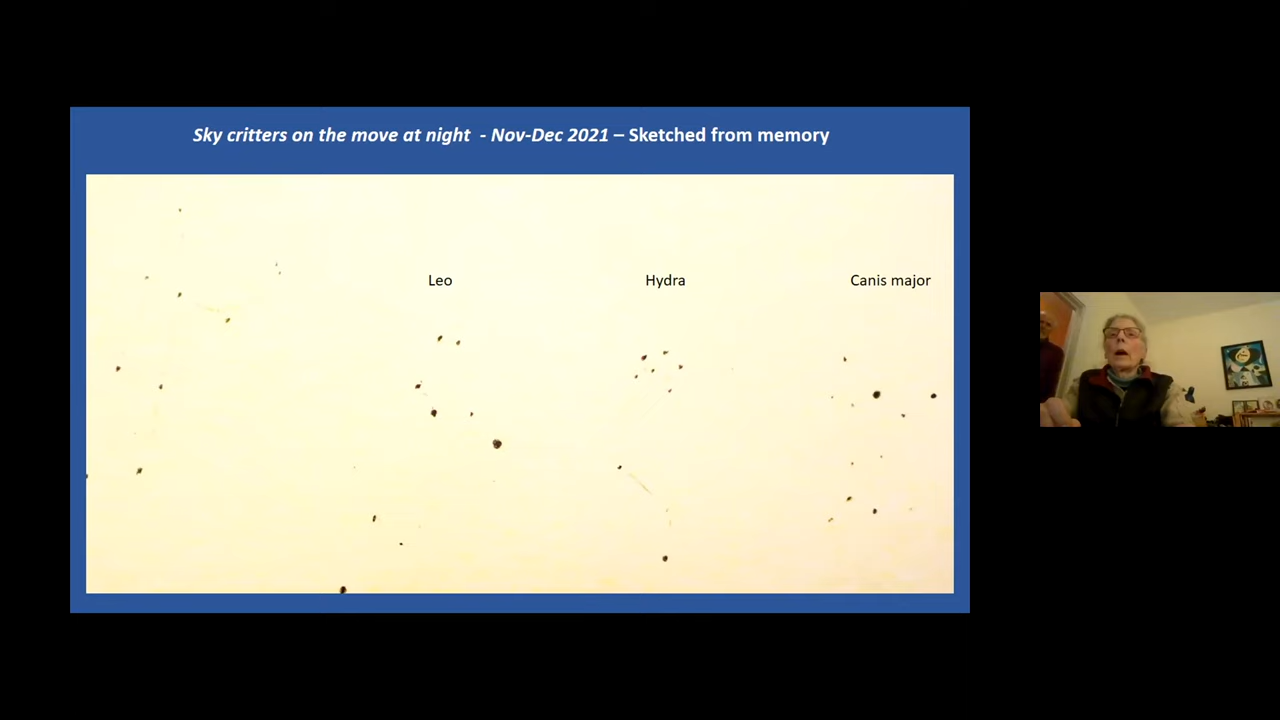 Sky critters on the move at night - Nov-Dec 2021 – Sketched from memory
Leo
Hydra
Canis major